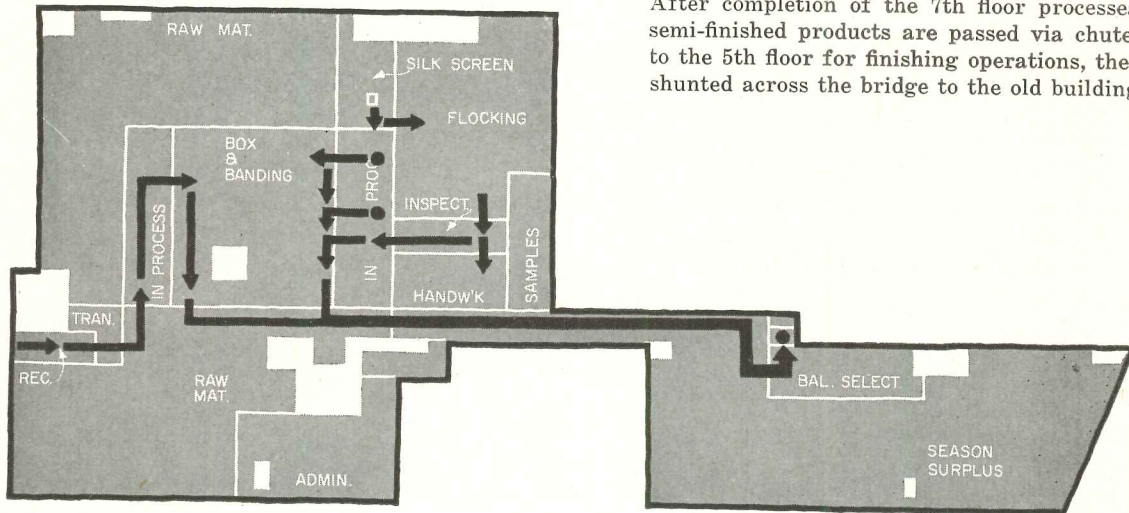 After completion of the 7th floor processes
semi-finished products are passed via chute
to the 5th floor for finishing operations, the
shunted across the bridge to the old building
RAW MAT.
SILK SCREEN
FLOCKING
BOX
&
BANDING
IN PROC
INSPECT.
IN PROCESS
SAMPLES
HANDW'K
TRAN.
REC.
RAW
MAT.
BAL. SELECT.
ADMIN.
SEASON
SURPLUS